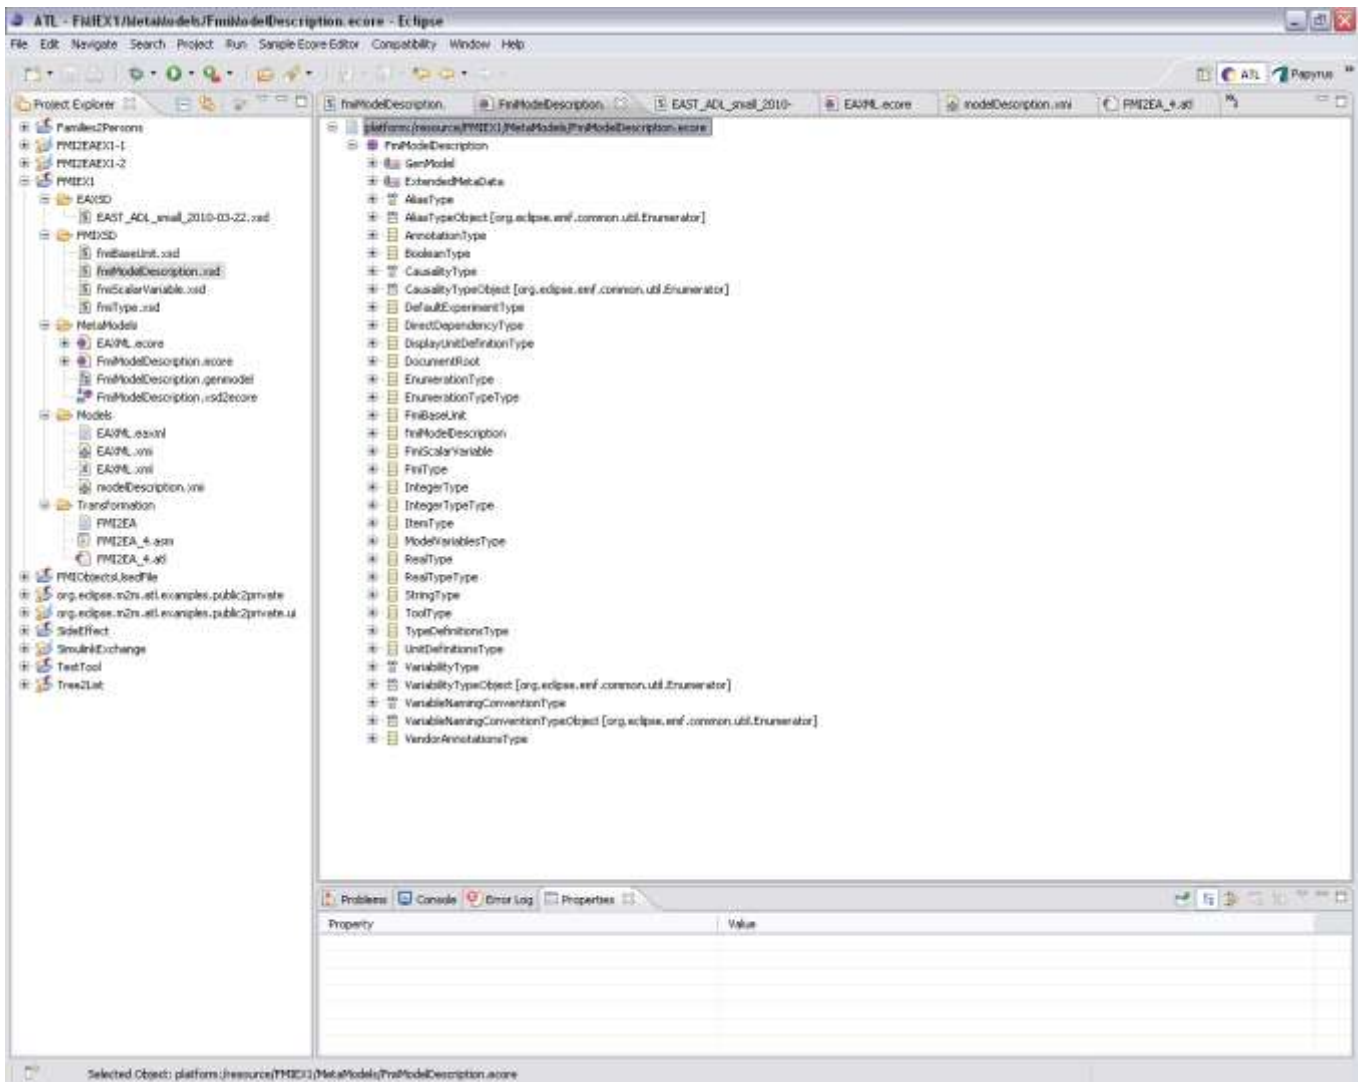 ATL - FMIEX1/MetaModels/FmiModelDescription.ecore - Eclipse
File Edit Navigate Search Project Run Sample Ecore Editor Compatibility Window Help
ATL Papyrus
Project Explorer
fmiModelDescription. FmiModelDescription. EAST_ADL_small_2010- EAXML.ecore modelDescription.xmi FMI2EA_4.atl
Families2Persons
FMI2EAEX1-1
FMI2EAEX1-2
FMIEX1
EAXSD
EAST_ADL_small_2010-03-22.xsd
FMIXSD
fmiBaseUnit.xsd
fmiModelDescription.xsd
fmiScalarVariable.xsd
fmiType.xsd
MetaModels
EAXML.ecore
FmiModelDescription.ecore
FmiModelDescription.genmodel
FmiModelDescription.xsd2ecore
Models
EAXML.eaxml
EAXML.xmi
EAXML.xml
modelDescription.xmi
Transformation
FMI2EA
FMI2EA_4.asm
FMI2EA_4.atl
FMIObjectsUsedFile
org.eclipse.m2m.atl.examples.public2private
org.eclipse.m2m.atl.examples.public2private.ui
SideEffect
SimulinkExchange
TestTool
Tree2List
platform:/resource/FMIEX1/MetaModels/FmiModelDescription.ecore
FmiModelDescription
GenModel
ExtendedMetaData
AliasType
AliasTypeObject [org.eclipse.emf.common.util.Enumerator]
AnnotationType
BooleanType
CausalityType
CausalityTypeObject [org.eclipse.emf.common.util.Enumerator]
DefaultExperimentType
DirectDependencyType
DisplayUnitDefinitionType
DocumentRoot
EnumerationType
EnumerationTypeType
FmiBaseUnit
fmiModelDescription
FmiScalarVariable
FmiType
IntegerType
IntegerTypeType
ItemType
ModelVariablesType
RealType
RealTypeType
StringType
ToolType
TypeDefinitionsType
UnitDefinitionsType
VariabilityType
VariabilityTypeObject [org.eclipse.emf.common.util.Enumerator]
VariableNamingConventionType
VariableNamingConventionTypeObject [org.eclipse.emf.common.util.Enumerator]
VendorAnnotationsType
Problems Console Error Log Properties
Property Value
Selected Object: platform:/resource/FMIEX1/MetaModels/FmiModelDescription.ecore